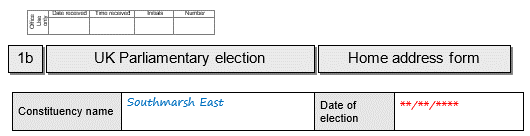 Office Use only
Date received Time received Initials Number
1b UK Parliamentary election Home address form
Constituency name Southmarsh East Date of election **/**/****